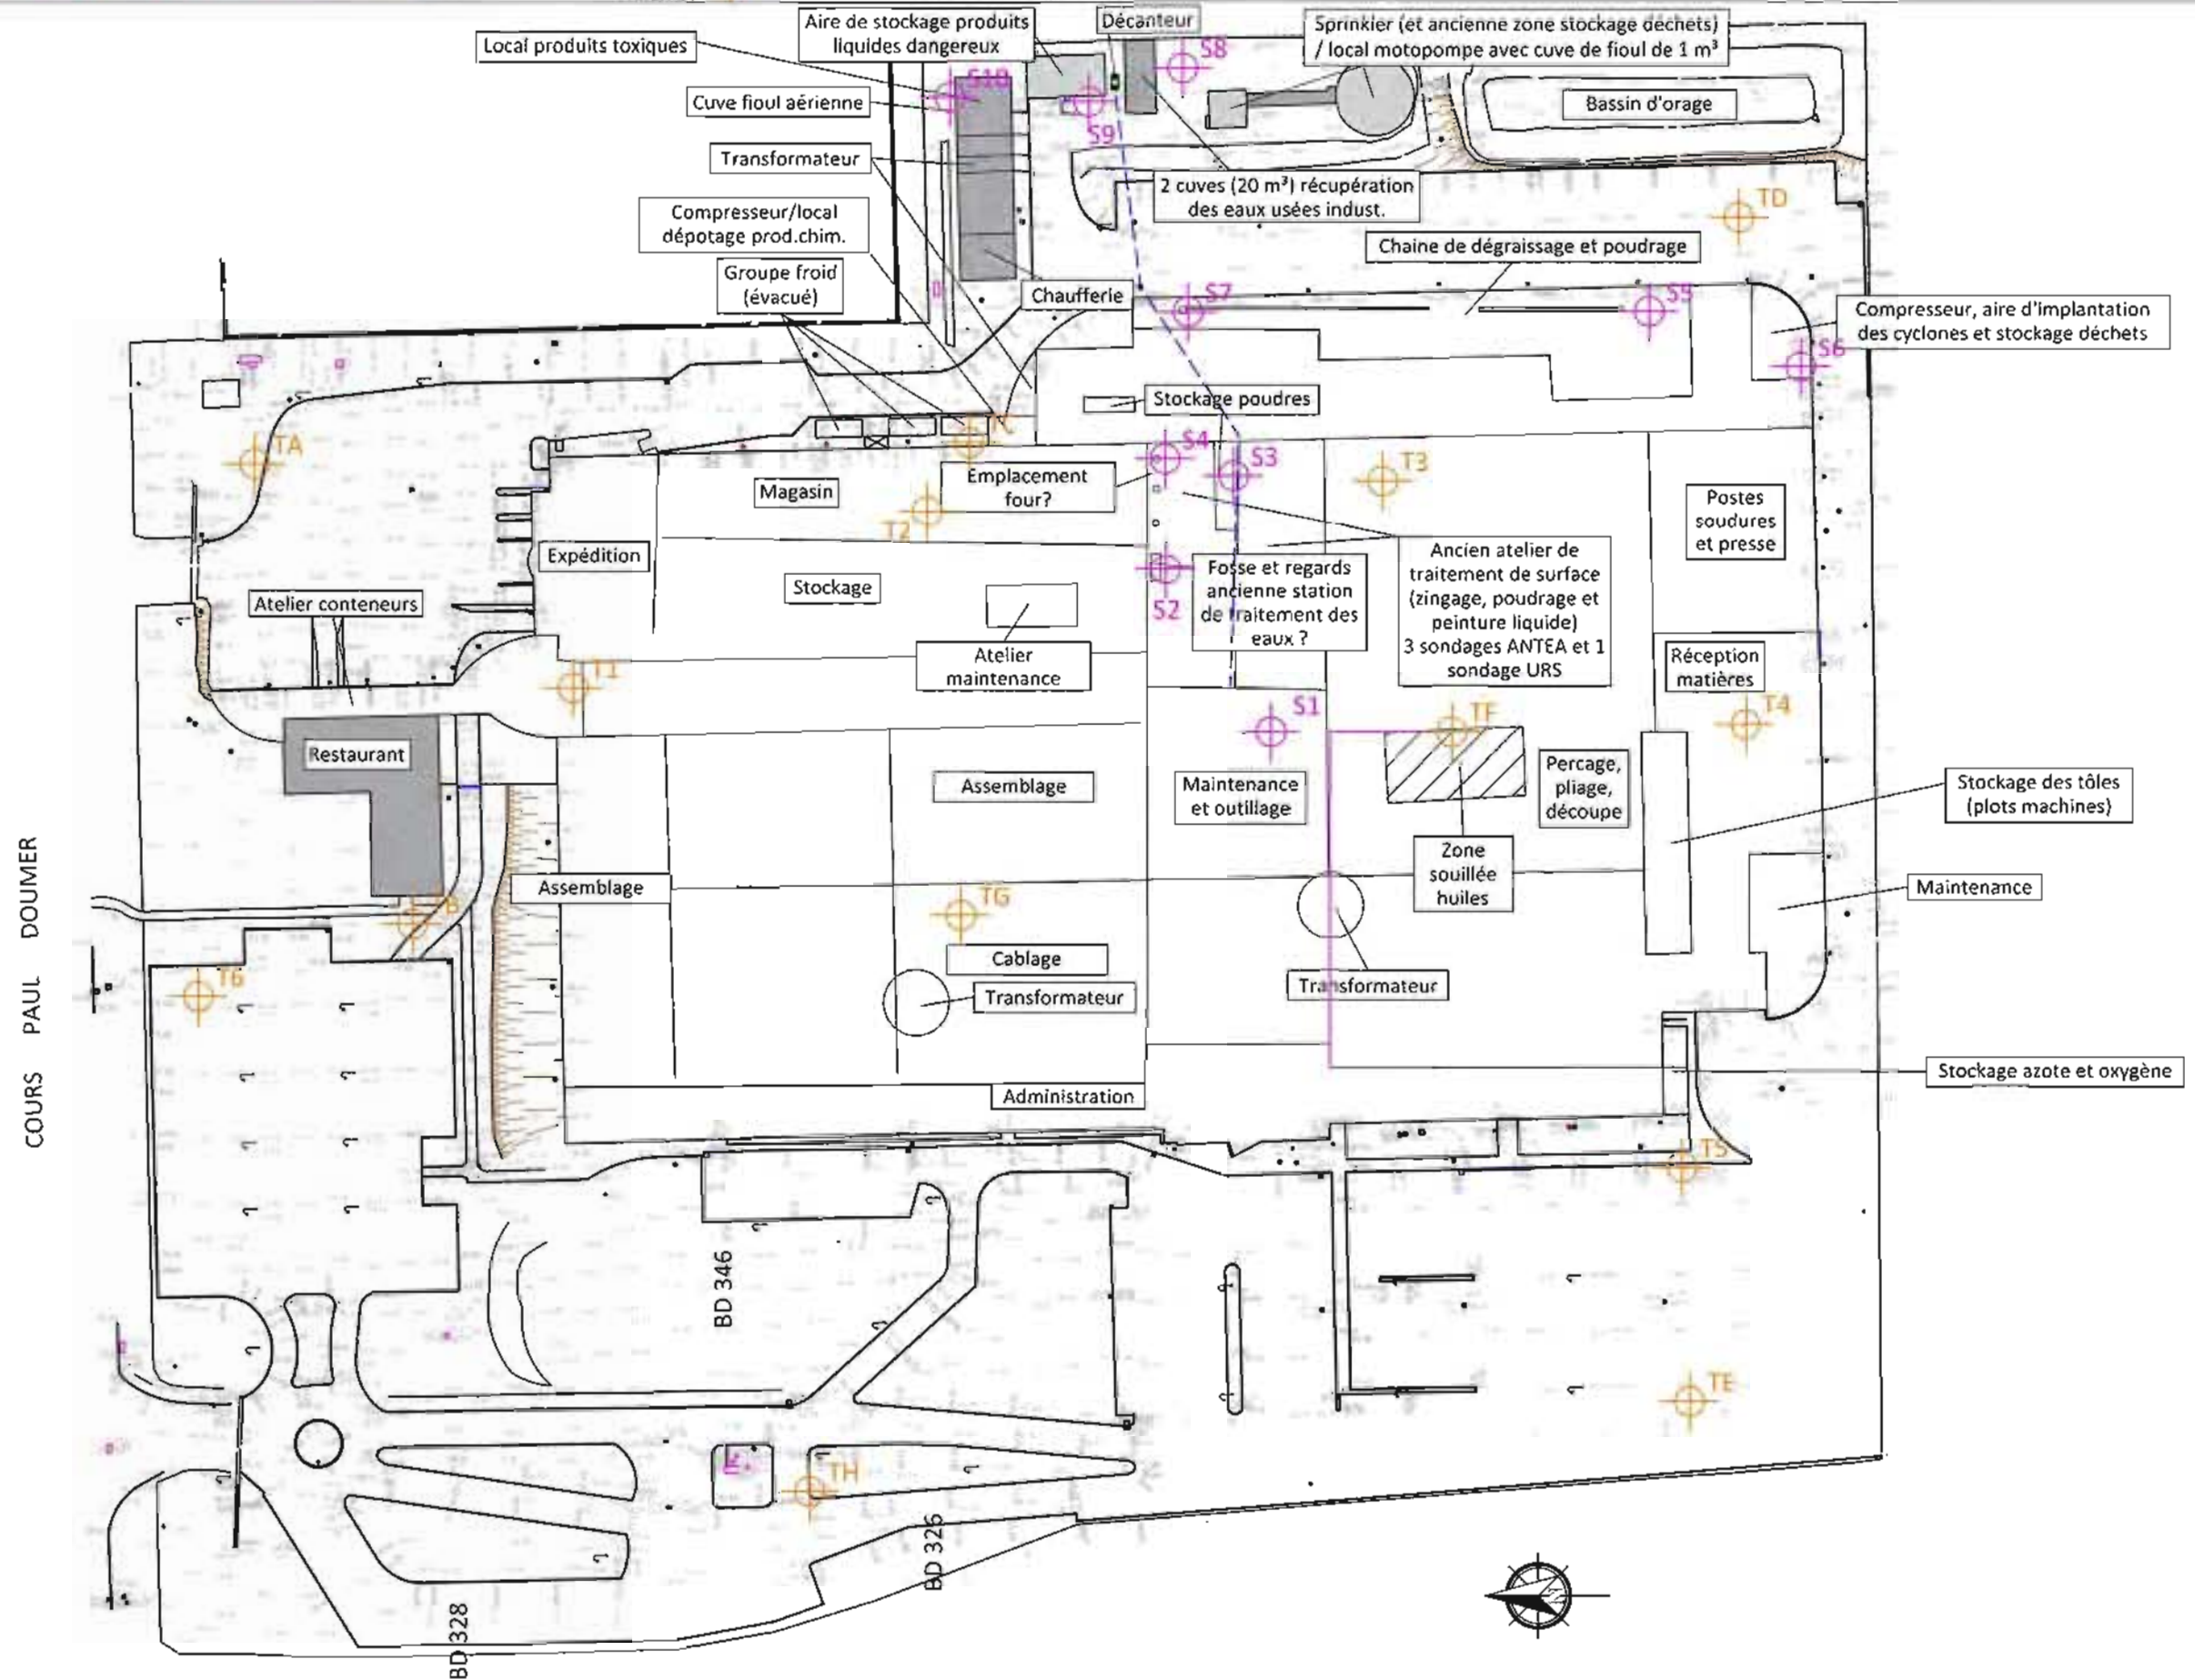 Aire de stockage produits
liquides dangereux
Décanteur
Sprinkler (et ancienne zone stockage déchets)
/ local motopompe avec cuve de fioul de 1 m³
Local produits toxiques
S8
S10
Cuve fioul aérienne
Bassin d'orage
S9
Transformateur
2 cuves (20 m³) récupération
des eaux usées indust.
TD
Compresseur/local
dépotage prod.chim.
Chaine de dégraissage et poudrage
Groupe froid
(évacué)
Chaufferie
S7
S5
Compresseur, aire d'implantation
des cyclones et stockage déchets
S6
Stockage poudres
TA
S4
S3
T3
Magasin
Emplacement
four?
T2
Postes
soudures
et presse
Expédition
Stockage
Fosse et regards
ancienne station
de traitement des
eaux ?
S2
Ancien atelier de
traitement de surface
(zingage, poudrage et
peinture liquide)
3 sondages ANTEA et 1
sondage URS
Atelier conteneurs
Atelier
maintenance
Réception
matières
T1
S1
TF
T4
Restaurant
Assemblage
Maintenance
et outillage
Percage,
pliage,
découpe
Stockage des tôles
(plots machines)
Zone
souillée
huiles
Assemblage
Maintenance
TG
Cablage
T6
Transformateur
Transformateur
COURS PAUL DOUMER
Stockage azote et oxygène
Administration
T5
BD 346
TE
TH
BD 326
BD 328